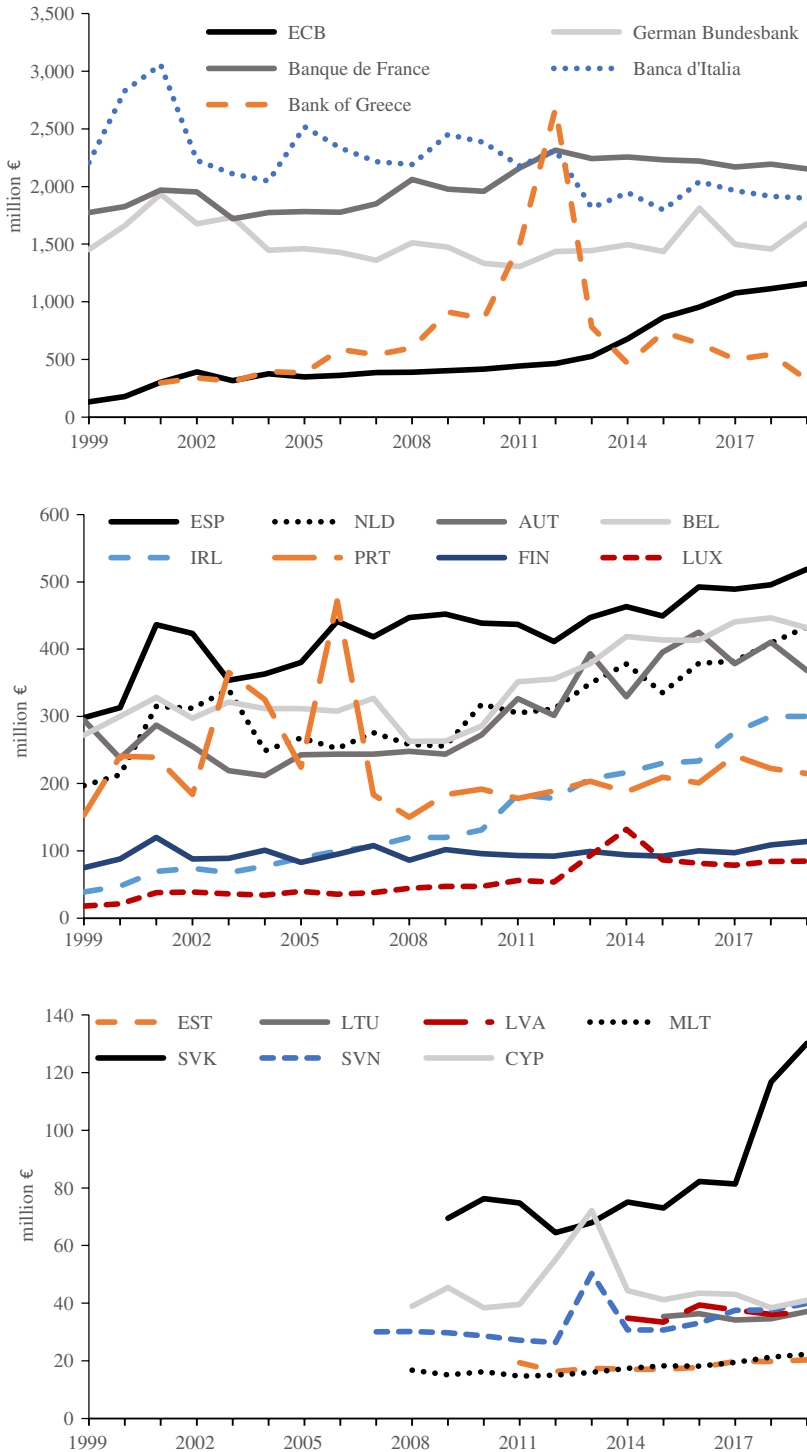 3,500
ECB German Bundesbank
3,000
Banque de France Banca d'Italia
Bank of Greece
2,500
2,000
million €
1,500
1,000
500
0
1999 2002 2005 2008 2011 2014 2017
600
ESP NLD AUT BEL
IRL PRT FIN LUX
500
400
300
million €
200
100
0
1999 2002 2005 2008 2011 2014 2017
140
EST LTU LVA MLT
SVK SVN CYP
120
100
80
million €
60
40
20
0
1999 2002 2005 2008 2011 2014 2017